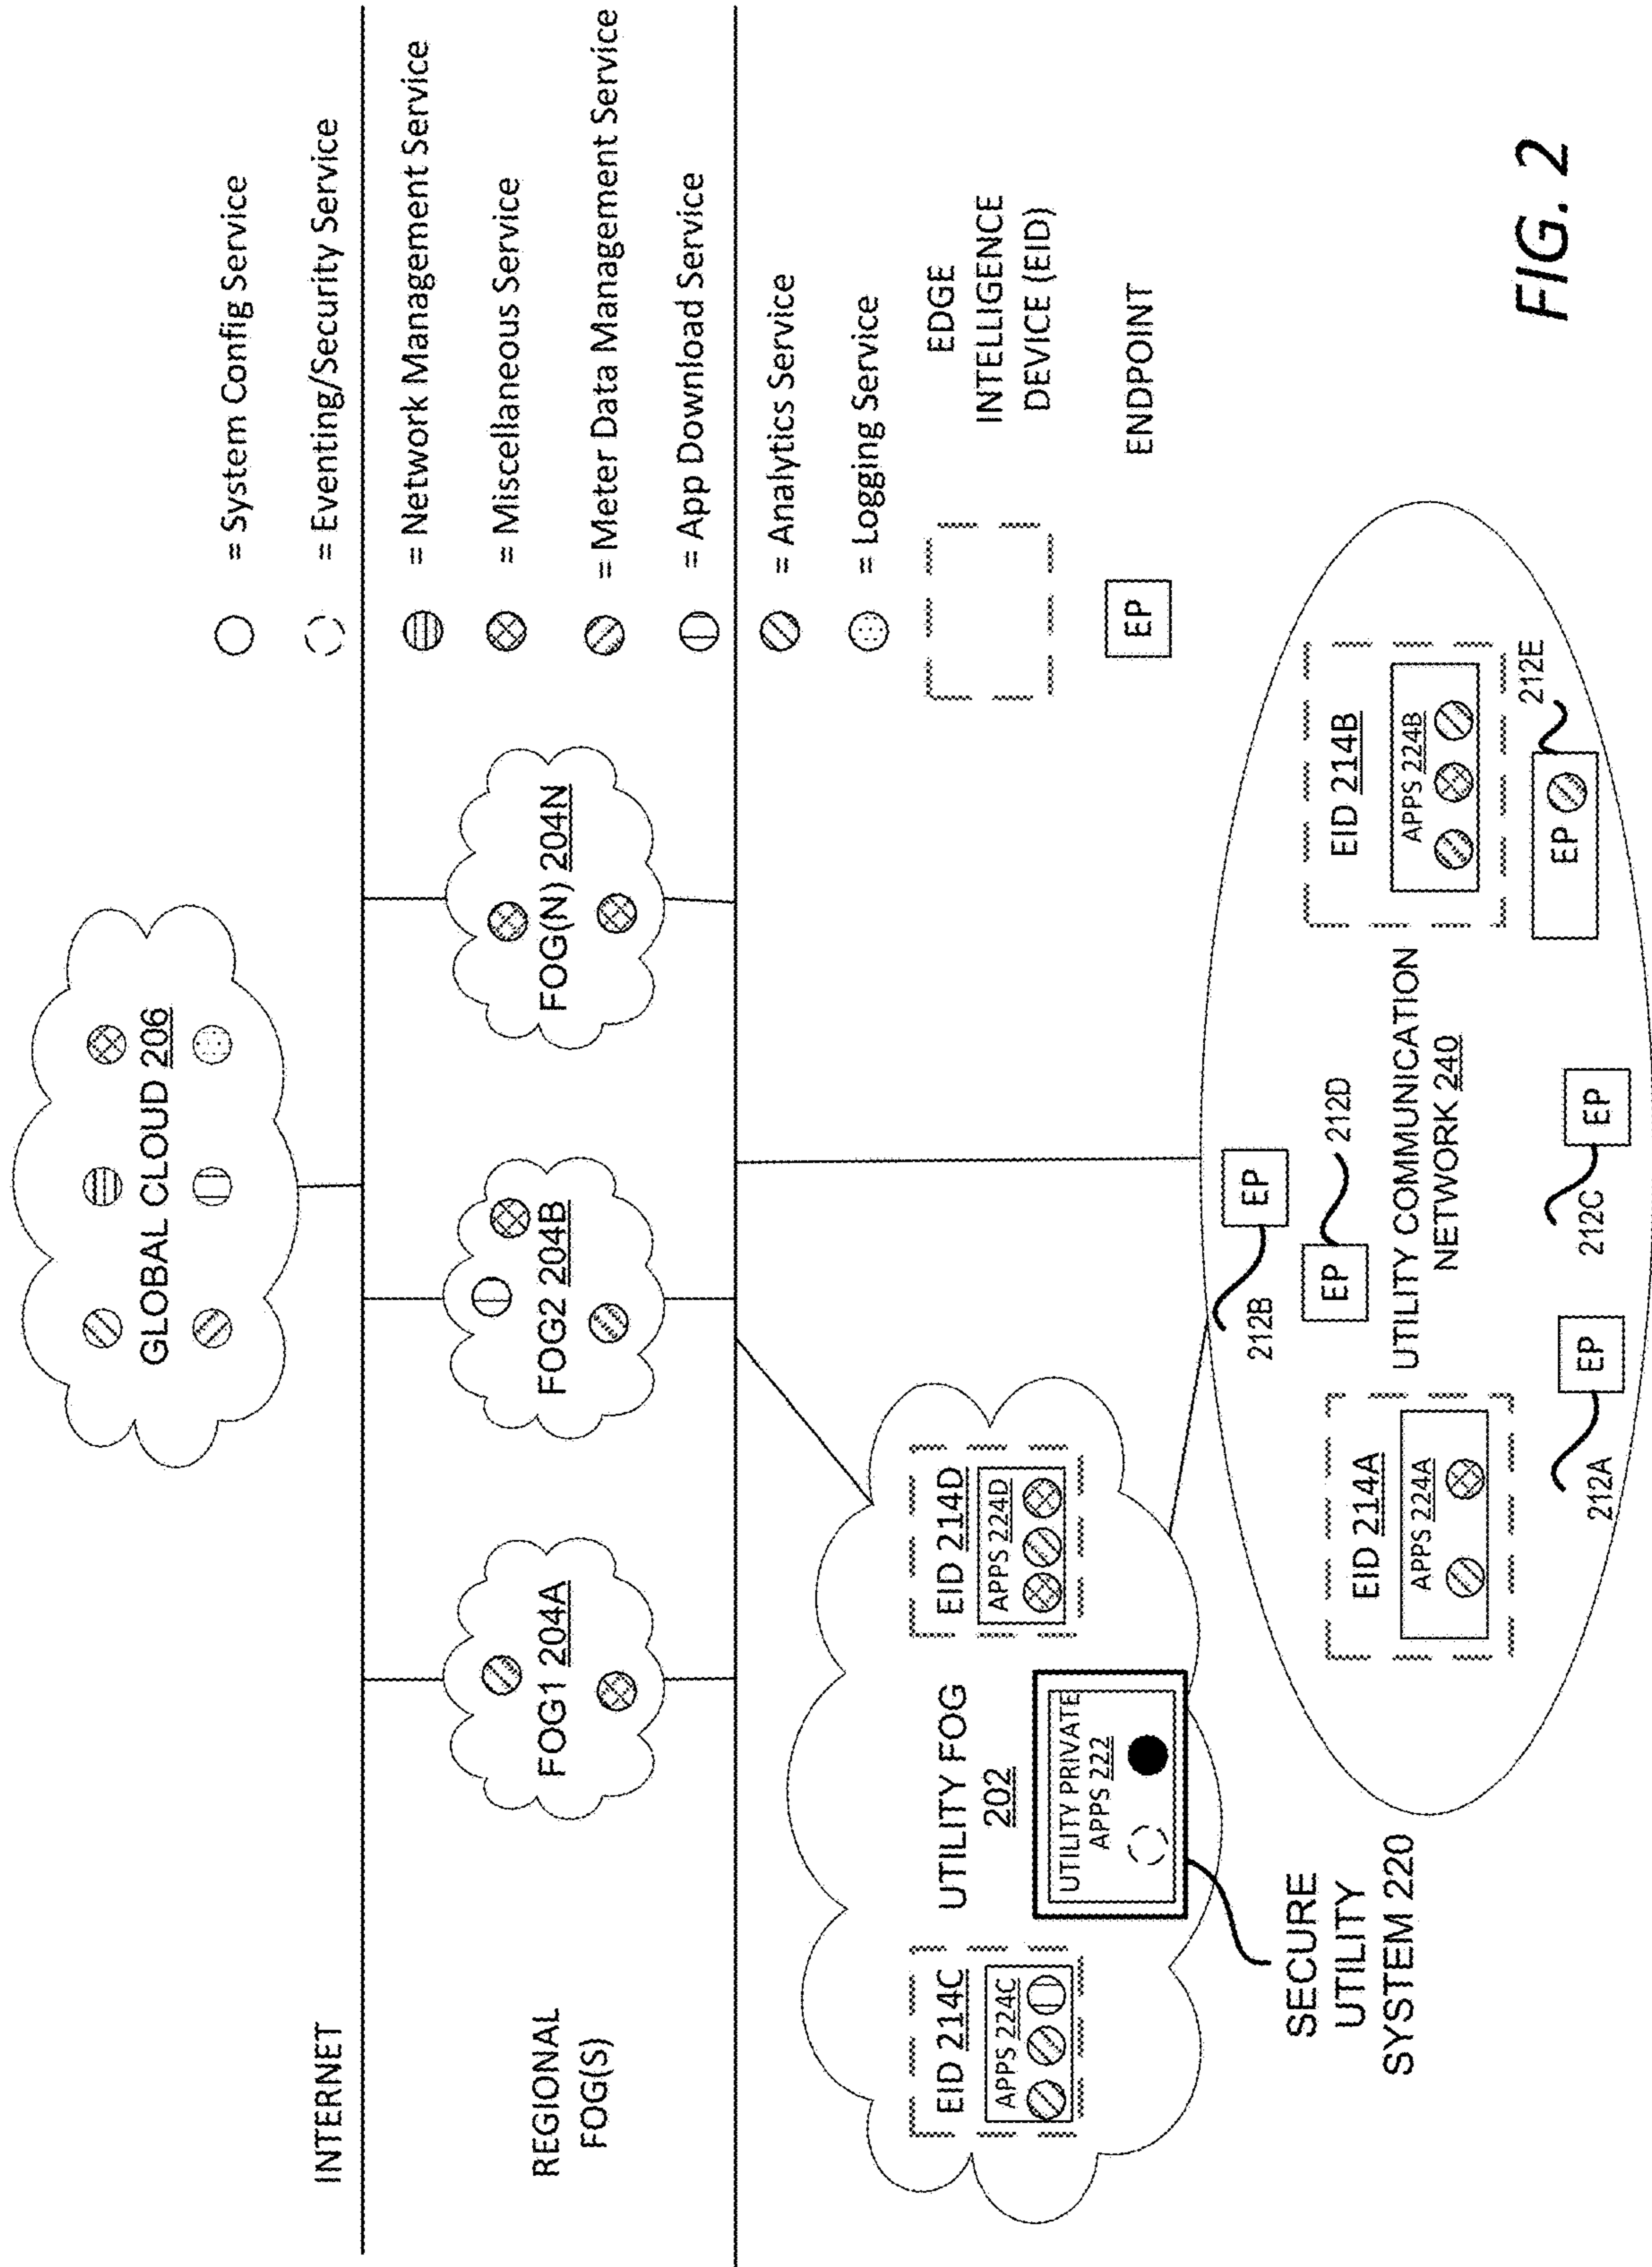 INTERNET
GLOBAL CLOUD 206
= System Config Service
= Eventing/Security Service
REGIONAL
FOG(S)
FOG1 204A
FOG2 204B
FOG(N) 204N
= Network Management Service
= Miscellaneous Service
= Meter Data Management Service
= App Download Service
= Analytics Service
= Logging Service
EDGE
INTELLIGENCE
DEVICE (EID)
EP
ENDPOINT
UTILITY FOG
202
EID 214C
APPS 224C
EID 214D
APPS 224D
UTILITY PRIVATE
APPS 222
SECURE
UTILITY
SYSTEM 220
EP
212B
EP
212D
EID 214A
APPS 224A
UTILITY COMMUNICATION
NETWORK 240
EID 214B
APPS 224B
212E
EP
EP
212A
EP
212C
FIG. 2